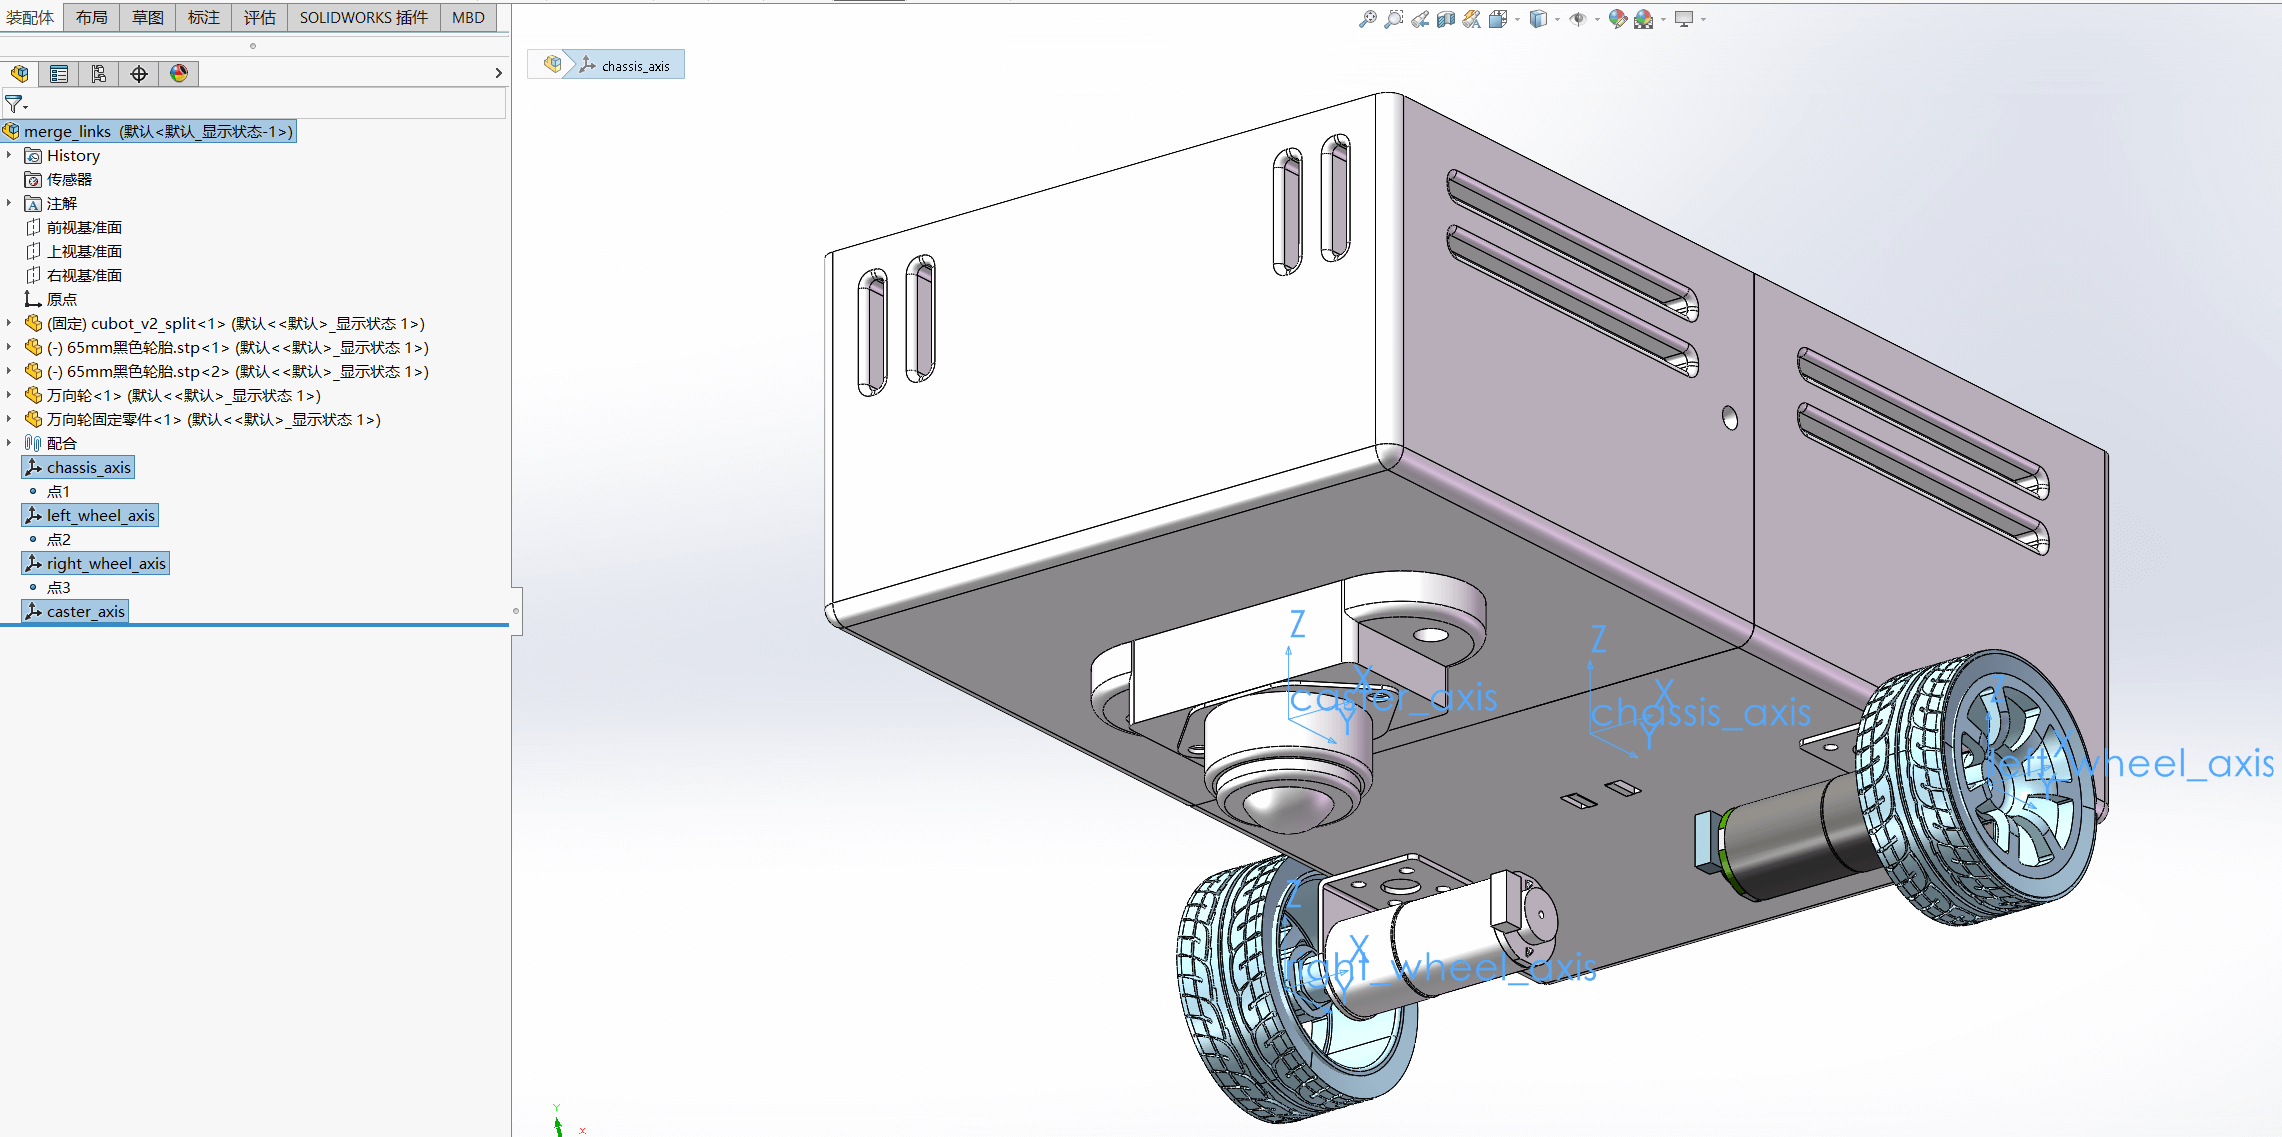 装配体 布局 草图 标注 评估 SOLIDWORKS 插件 MBD
chassis_axis
merge_links (默认<默认_显示状态-1>)
History
传感器
注解
前视基准面
上视基准面
右视基准面
原点
(固定) cubot_v2_split<1> (默认<<默认>_显示状态 1>)
(-) 65mm黑色轮胎.stp<1> (默认<<默认>_显示状态 1>)
(-) 65mm黑色轮胎.stp<2> (默认<<默认>_显示状态 1>)
万向轮<1> (默认<<默认>_显示状态 1>)
万向轮固定零件<1> (默认<<默认>_显示状态 1>)
配合
chassis_axis
点1
left_wheel_axis
点2
right_wheel_axis
点3
caster_axis
Z
X
caster_axis
Y
Z
X
chassis_axis
Y
Z
X
left_wheel_axis
Y
Z
X
right_wheel_axis
Y
Y
X